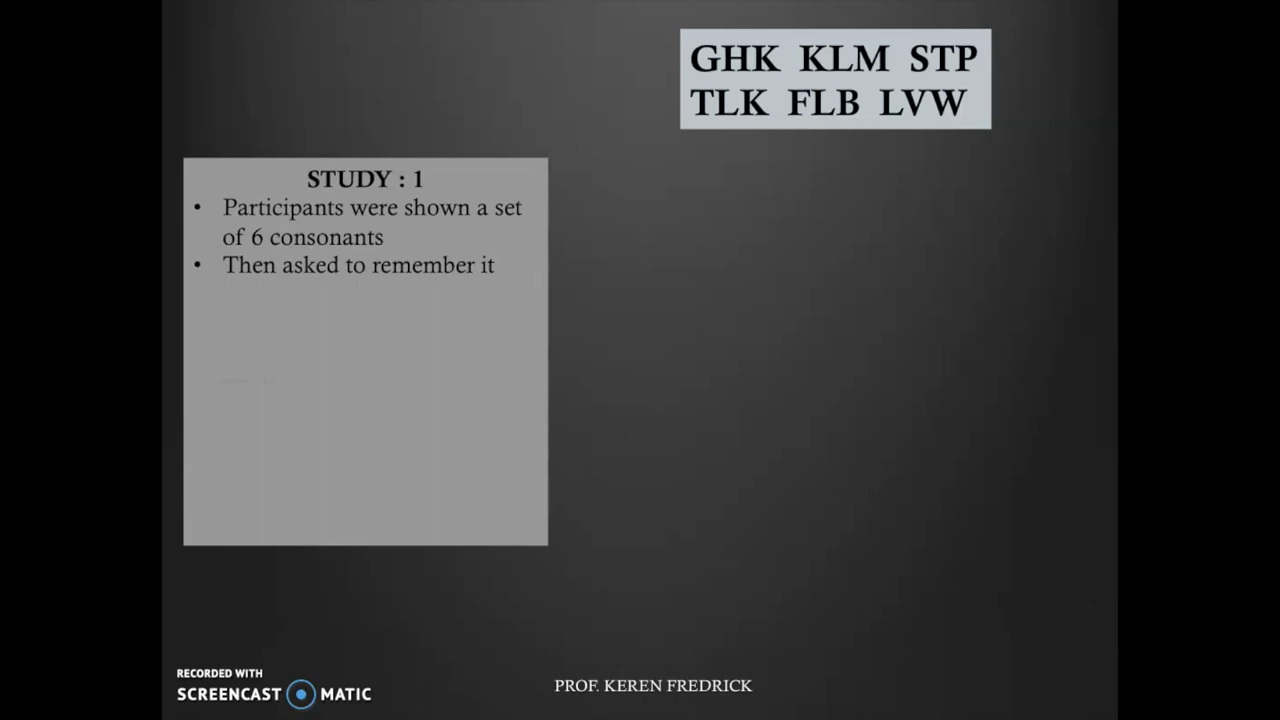 GHK KLM STP
TLK FLB LVW
STUDY : 1
• Participants were shown a set
of 6 consonants
• Then asked to remember it
RECORDED WITH
SCREENCAST MATIC
PROF. KEREN FREDRICK